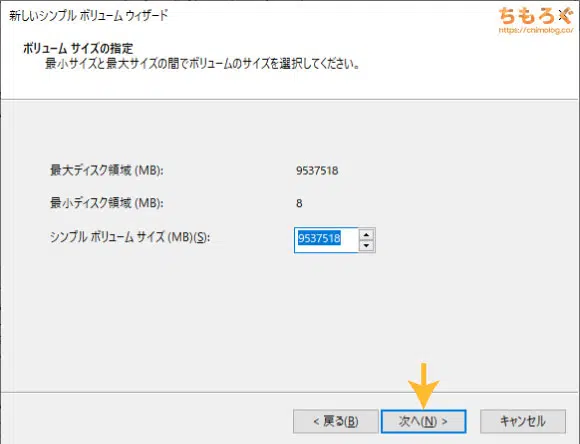 新しいシンプル ボリューム ウィザード
ちもろぐ
https://chimolog.co/
ボリューム サイズの指定
最小サイズと最大サイズの間でボリュームのサイズを選択してください。
最大ディスク領域 (MB): 9537518
最小ディスク領域 (MB): 8
シンプル ボリューム サイズ (MB)(S): 9537518
< 戻る(B) 次へ(N) > キャンセル